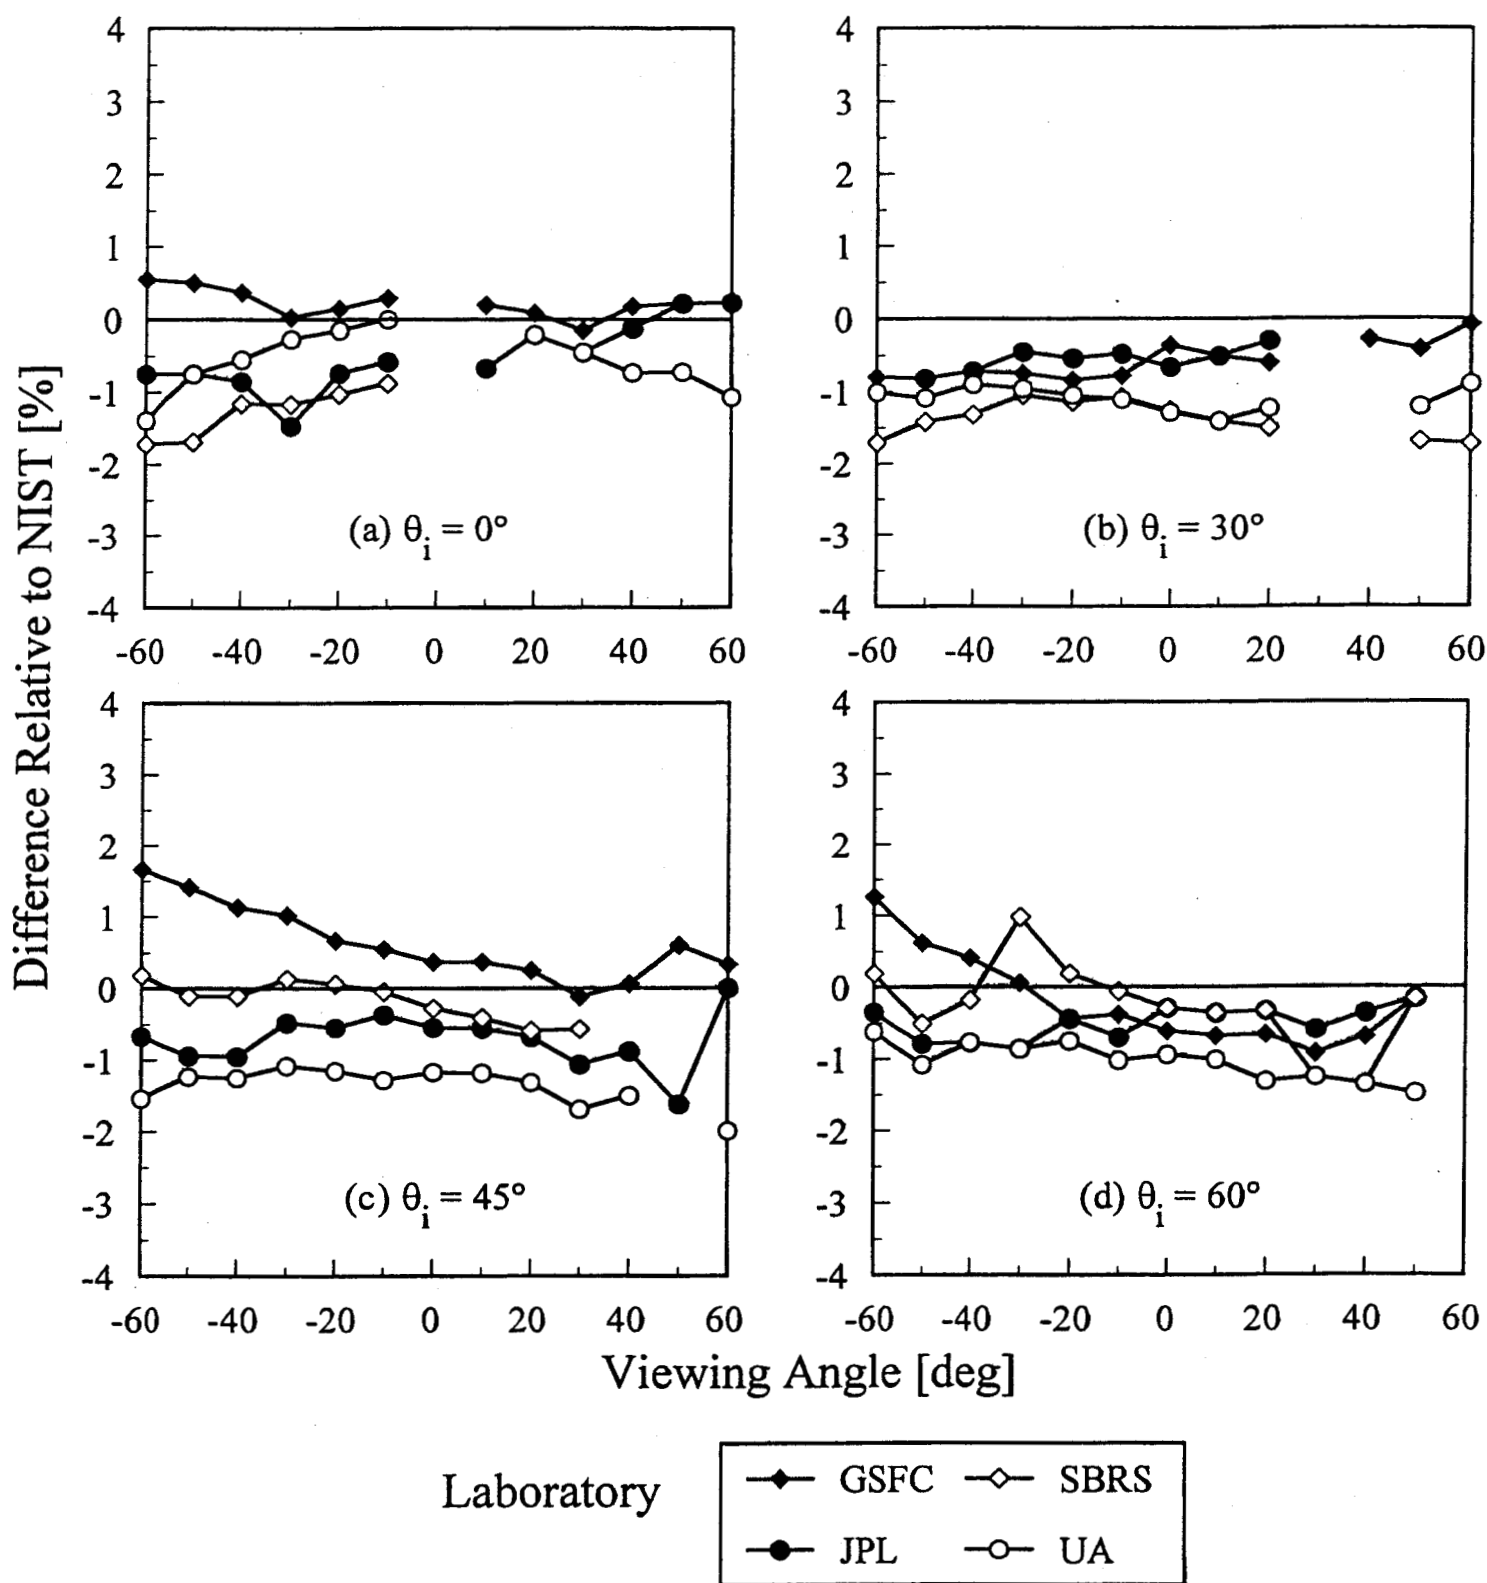 4 3 2 1 0 -1 -2 -3 -4
(a) θi = 0°
-60 -40 -20 0 20 40 60
4 3 2 1 0 -1 -2 -3 -4
(b) θi = 30°
-60 -40 -20 0 20 40 60
4 3 2 1 0 -1 -2 -3 -4
(c) θi = 45°
-60 -40 -20 0 20 40 60
4 3 2 1 0 -1 -2 -3 -4
(d) θi = 60°
-60 -40 -20 0 20 40 60
Difference Relative to NIST [%]
Viewing Angle [deg]
Laboratory
GSFC SBRS
JPL UA